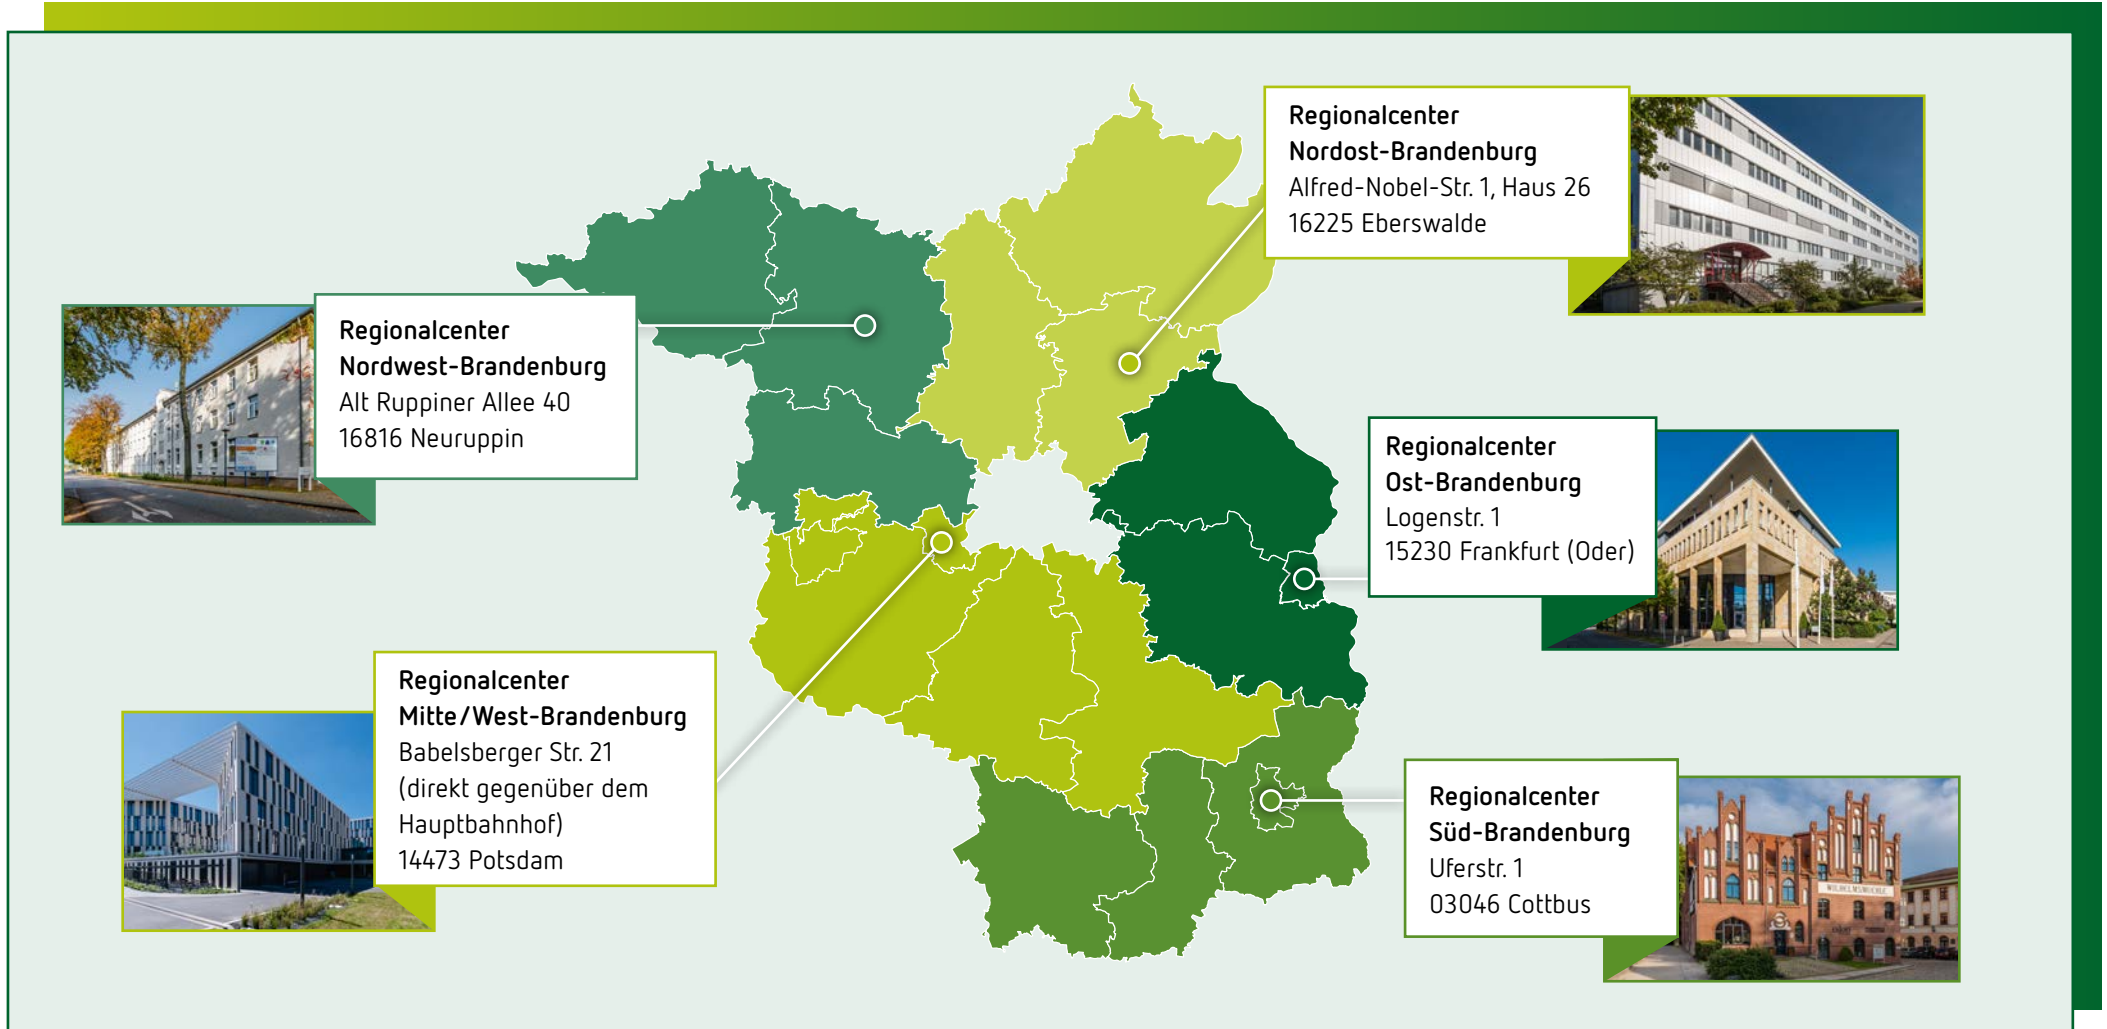 Regionalcenter
Nordost-Brandenburg
Alfred-Nobel-Str. 1, Haus 26
16225 Eberswalde
Regionalcenter
Nordwest-Brandenburg
Alt Ruppiner Allee 40
16816 Neuruppin
Regionalcenter
Ost-Brandenburg
Logenstr. 1
15230 Frankfurt (Oder)
Regionalcenter
Mitte/West-Brandenburg
Babelsberger Str. 21
(direkt gegenüber dem
Hauptbahnhof)
14473 Potsdam
Regionalcenter
Süd-Brandenburg
Uferstr. 1
03046 Cottbus
WILHELMSMUEHLE